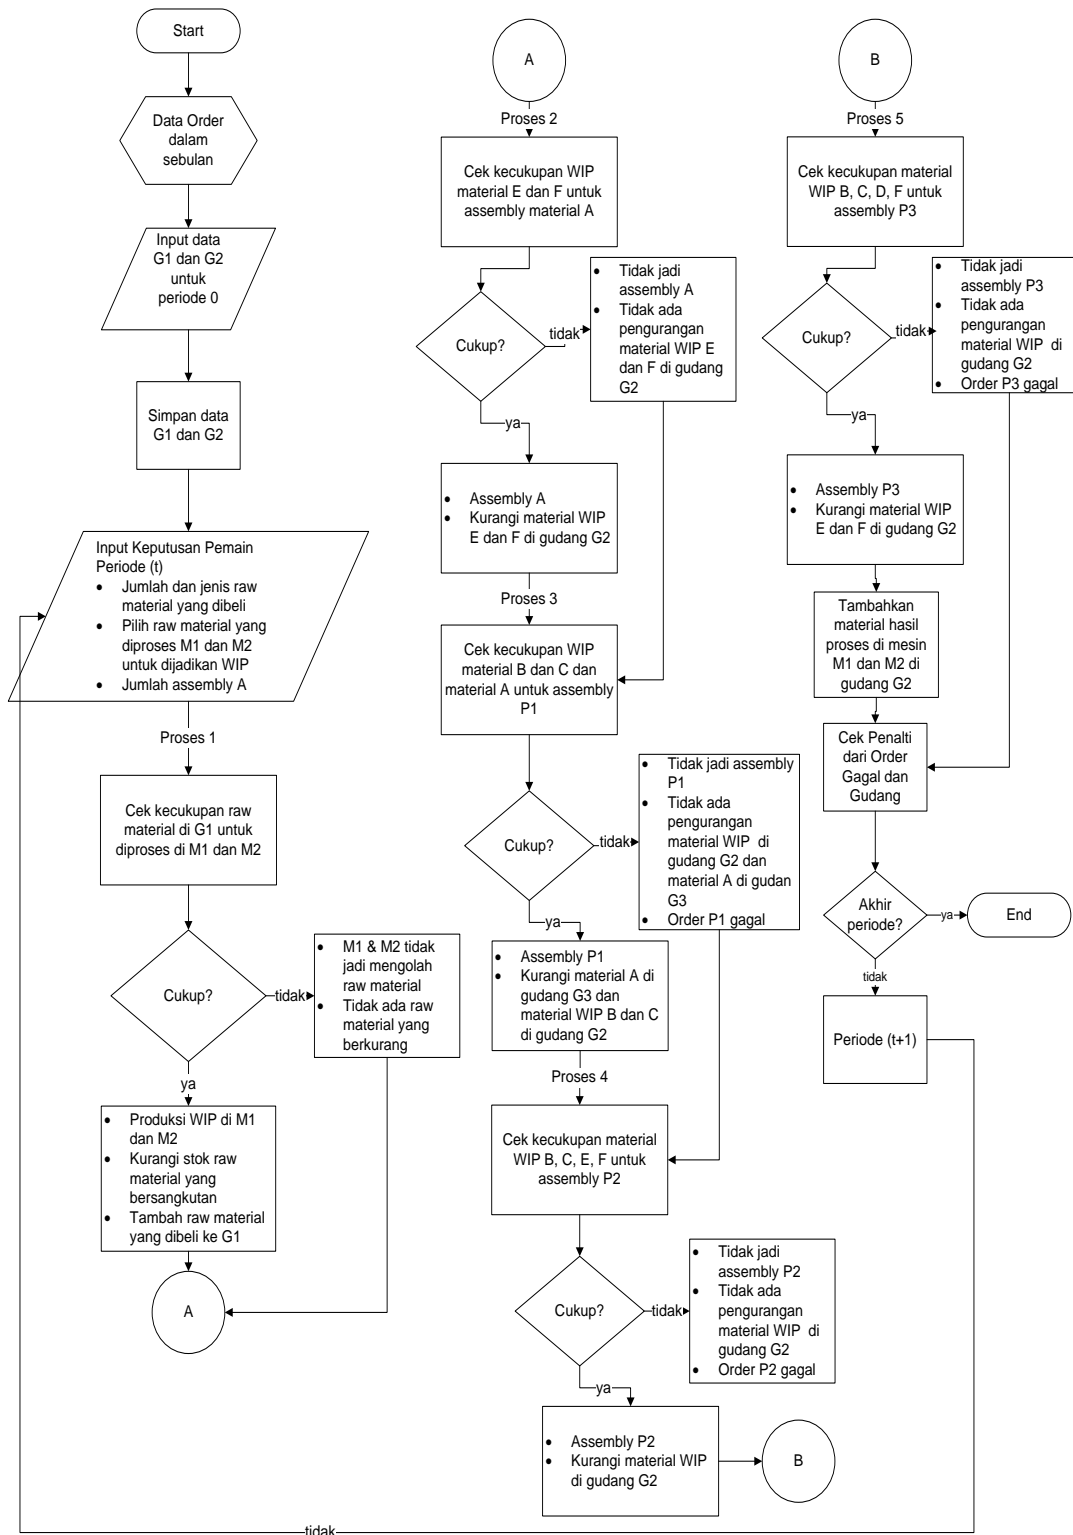 Start
Data Order
dalam
sebulan
Input data
G1 dan G2
untuk
periode 0
Simpan data
G1 dan G2
Input Keputusan Pemain
Periode (t)
• Jumlah dan jenis raw
material yang dibeli
• Pilih raw material yang
diproses M1 dan M2
untuk dijadikan WIP
• Jumlah assembly A
Proses 1
Cek kecukupan raw
material di G1 untuk
diproses di M1 dan M2
Cukup?
tidak
• M1 & M2 tidak
jadi mengolah
raw material
• Tidak ada raw
material yang
berkurang
ya
• Produksi WIP di M1
dan M2
• Kurangi stok raw
material yang
bersangkutan
• Tambah raw material
yang dibeli ke G1
A
A
Proses 2
Cek kecukupan WIP
material E dan F untuk
assembly material A
Cukup?
tidak
• Tidak jadi
assembly A
• Tidak ada
pengurangan
material WIP E
dan F di gudang
G2
ya
• Assembly A
• Kurangi material WIP
E dan F di gudang G2
Proses 3
Cek kecukupan WIP
material B dan C dan
material A untuk assembly
P1
Cukup?
tidak
• Tidak jadi assembly
P1
• Tidak ada
pengurangan
material WIP di
gudang G2 dan
material A di gudan
G3
• Order P1 gagal
ya
• Assembly P1
• Kurangi material A di
gudang G3 dan
material WIP B dan C
di gudang G2
Proses 4
Cek kecukupan material
WIP B, C, E, F untuk
assembly P2
Cukup?
tidak
• Tidak jadi
assembly P2
• Tidak ada
pengurangan
material WIP di
gudang G2
• Order P2 gagal
ya
• Assembly P2
• Kurangi material WIP
di gudang G2
B
B
Proses 5
Cek kecukupan material
WIP B, C, D, F untuk
assembly P3
Cukup?
tidak
• Tidak jadi
assembly P3
• Tidak ada
pengurangan
material WIP di
gudang G2
• Order P3 gagal
ya
• Assembly P3
• Kurangi material WIP
E dan F di gudang G2
Tambahkan
material hasil
proses di mesin
M1 dan M2 di
gudang G2
Cek Penalti
dari Order
Gagal dan
Gudang
Akhir
periode?
ya
End
tidak
Periode (t+1)
tidak